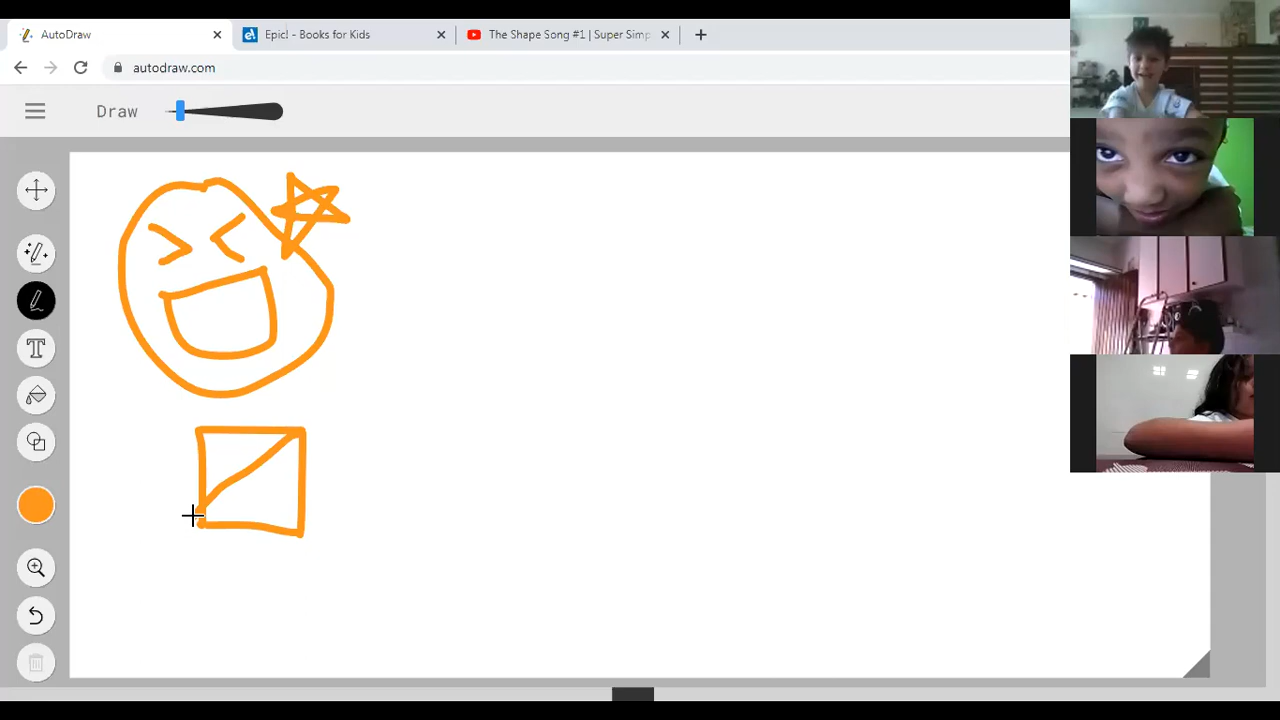 AutoDraw
Epic! - Books for Kids
The Shape Song #1 | Super Simp
autodraw.com
Draw
T